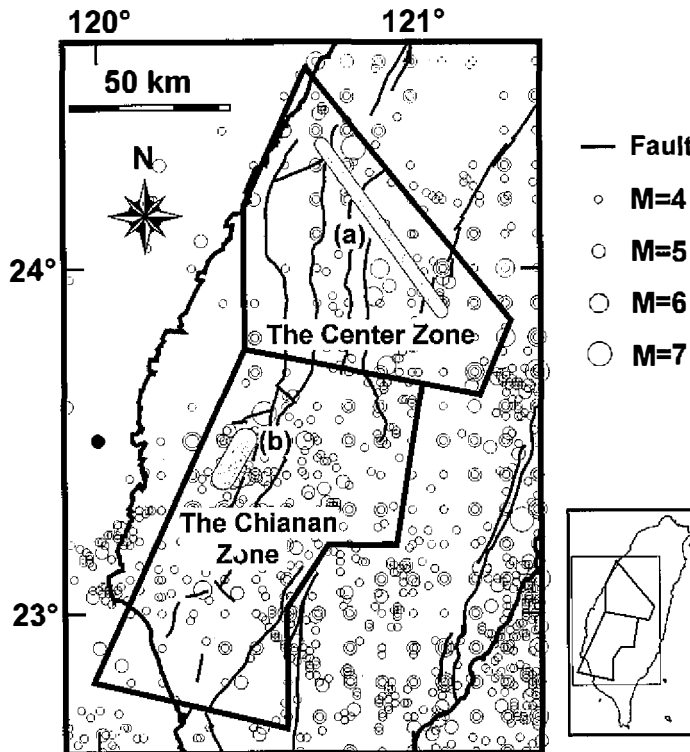 120° 121°
50 km
N
24°
23°
(a)
The Center Zone
(b)
The Chianan
Zone
Fault
M=4
M=5
M=6
M=7